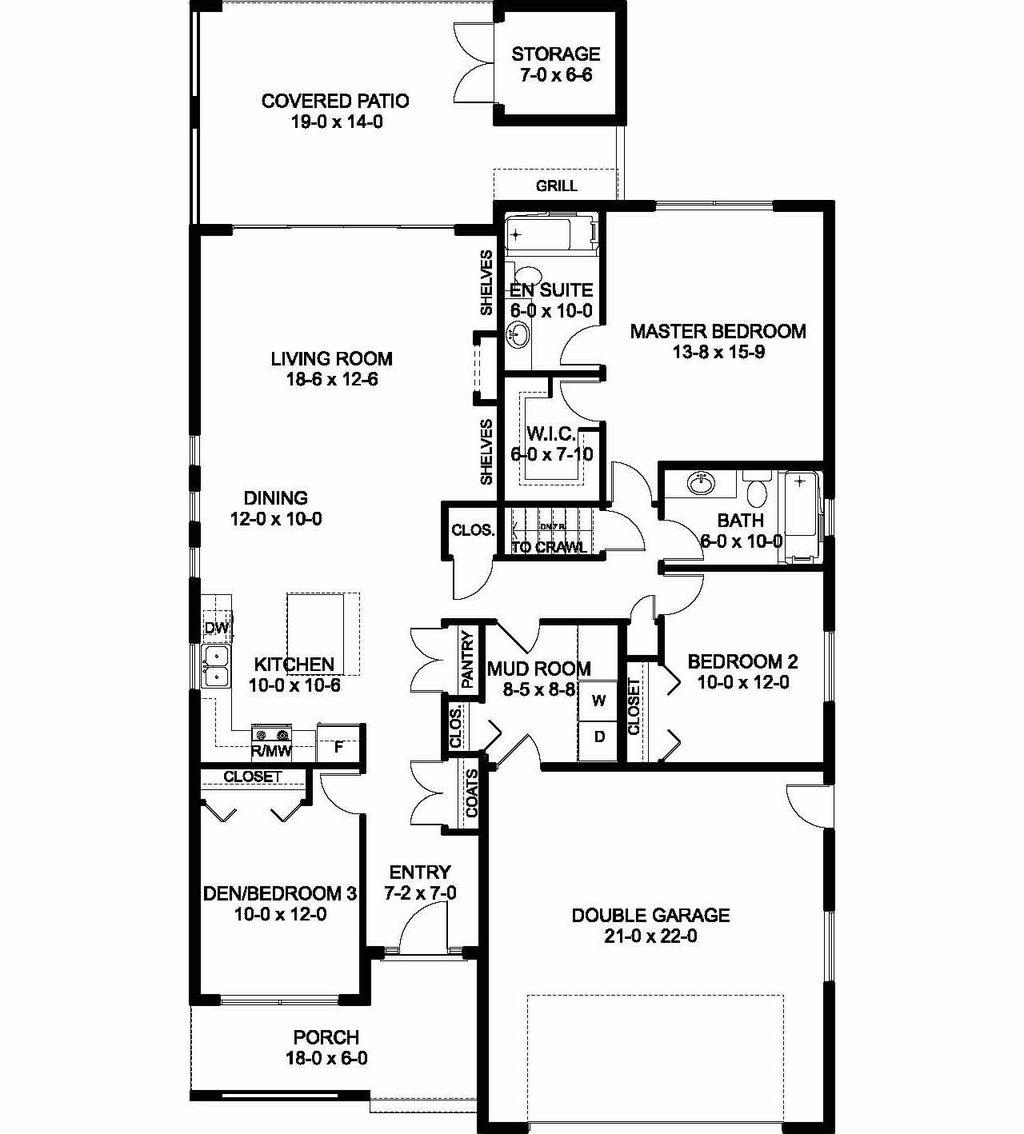 STORAGE
7-0 x 6-6
COVERED PATIO
19-0 x 14-0
GRILL
SHELVES
EN SUITE
6-0 x 10-0
MASTER BEDROOM
13-8 x 15-9
LIVING ROOM
18-6 x 12-6
SHELVES
W.I.C.
6-0 x 7-10
DINING
12-0 x 10-0
CLOS.
TO CRAWL
BATH
6-0 x 10-0
DW
KITCHEN
10-0 x 10-6
PANTRY
MUD ROOM
8-5 x 8-8
W
D
CLOSET
BEDROOM 2
10-0 x 12-0
CLOS.
R/MW
F
CLOSET
COATS
ENTRY
7-2 x 7-0
DEN/BEDROOM 3
10-0 x 12-0
DOUBLE GARAGE
21-0 x 22-0
PORCH
18-0 x 6-0